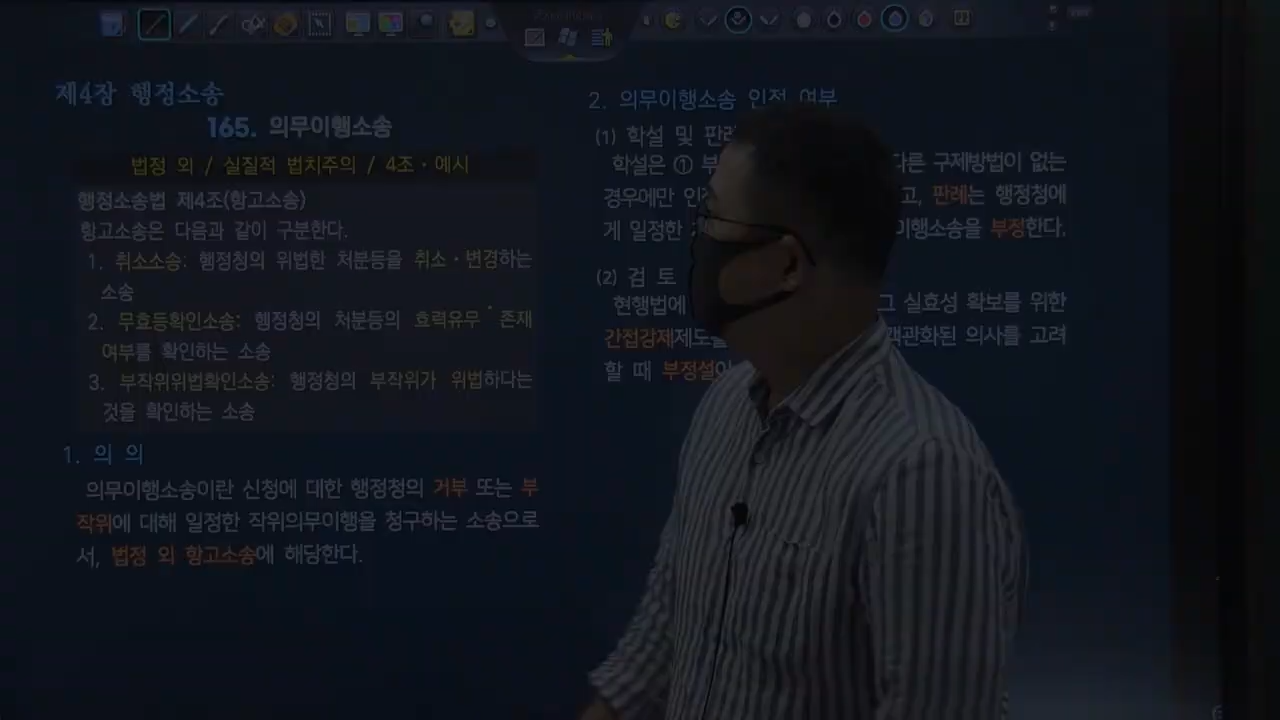 제4장 행정소송
165. 의무이행소송
법정 외 / 실질적 법치주의 / 4조·예시
행정소송법 제4조(항고소송)
항고소송은 다음과 같이 구분한다.
1. 취소소송: 행정청의 위법한 처분등을 취소·변경하는
소송
2. 무효등확인소송: 행정청의 처분등의 효력유무·존재
여부를 확인하는 소송
3. 부작위위법확인소송: 행정청의 부작위가 위법하다는
것을 확인하는 소송
1. 의 의
의무이행소송이란 신청에 대한 행정청의 거부 또는 부
작위에 대해 일정한 작위의무이행을 청구하는 소송으로
서, 법정 외 항고소송에 해당한다.
2. 의무이행소송 인정 여부
(1) 학설 및 판례
학설은 ① 부 다른 구제방법이 없는
경우에만 인정 고, 판례는 행정청에
게 일정한 이행소송을 부정한다.
(2) 검 토
현행법에 그 실효성 확보를 위한
간접강제제도를 객관화된 의사를 고려
할 때 부정설이